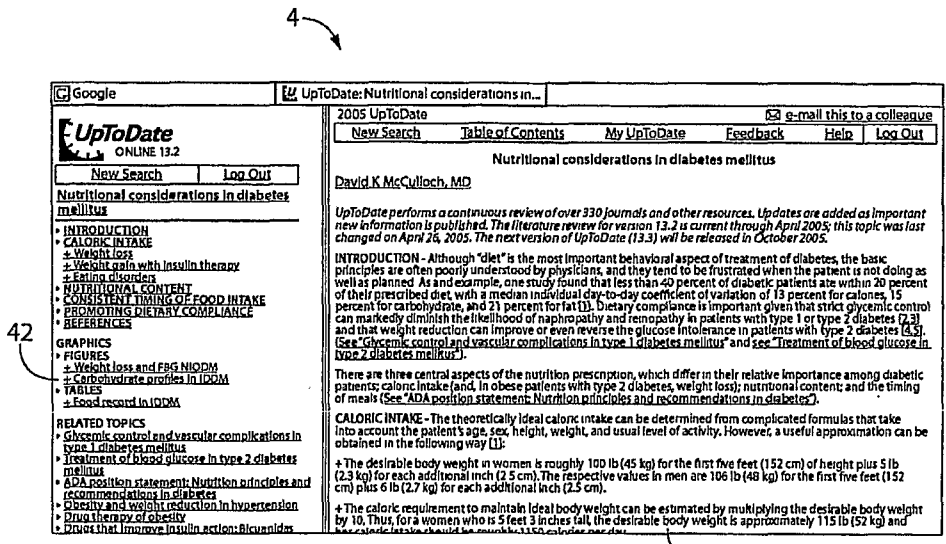 4
G Google
UpToDate: Nutritional considerations in...
UpToDate
ONLINE 13.2
New Search Log Out
Nutritional considerations in diabetes
mellitus
INTRODUCTION
CALORIC INTAKE
+ Weight loss
+ Weight gain with insulin therapy
+ Eating disorders
NUTRITIONAL CONTENT
CONSISTENT TIMING OF FOOD INTAKE
PROMOTING DIETARY COMPLIANCE
REFERENCES
GRAPHICS
FIGURES
+ Weight loss and FBG NIDDM
+ Carbohydrate profiles in IDDM
TABLES
+ Food record in IDDM
42
RELATED TOPICS
Glycemic control and vascular complications in
type 1 diabetes mellitus
Treatment of blood glucose in type 2 diabetes
mellitus
ADA position statement: Nutrition principles and
recommendations in diabetes
Obesity and weight reduction in hypertension
Drug therapy of obesity
Drugs that improve insulin action: Biguanidas
2005 UpToDate e-mail this to a colleague
New Search Table of Contents My UpToDate Feedback Help Log Out
Nutritional considerations in diabetes mellitus
David K McCulloch, MD
UpToDate performs a continuous review of over 330 journals and other resources. Updates are added as important
new information is published. The literature review for version 13.2 is current through April 2005; this topic was last
changed on April 26, 2005. The next version of UpToDate (13.3) will be released in October 2005.
INTRODUCTION - Although "diet" is the most important behavioral aspect of treatment of diabetes, the basic
principles are often poorly understood by physicians, and they tend to be frustrated when the patient is not doing as
well as planned As and example, one study found that less than 40 percent of diabetic patients ate within 20 percent
of their prescribed diet, with a median individual day-to-day coefficient of variation of 13 percent for calories, 15
percent for carbohydrate, and 21 percent for fat [1]. Dietary compliance is important given that strict glycemic control
can markedly diminish the likelihood of naphropathy and renopathy in patients with type 1 or type 2 diabetes [2,3]
and that weight reduction can improve or even reverse the glucose intolerance in patients with type 2 diabetes [4,5].
(See "Glycemic control and vascular complications in type 1 diabetes mellitus" and see "Treatment of blood glucose in
type 2 diabetes mellitus").
There are three central aspects of the nutrition prescription, which differ in their relative importance among diabetic
patients; caloric intake (and, in obese patients with type 2 diabetes, weight loss); nutritional content; and the timing
of meals (See "ADA position statement: Nutrition principles and recommendations in diabetes").
CALORIC INTAKE - The theoretically ideal caloric intake can be determined from complicated formulas that take
into account the patient's age, sex, height, weight, and usual level of activity. However, a useful approximation can be
obtained in the following way [1]:
+ The desirable body weight in women is roughly 100 lb (45 kg) for the first five feet (152 cm) of height plus 5 lb
(2.3 kg) for each additional inch (2 5 cm). The respective values in men are 106 lb (48 kg) for the first five feet (152
cm) plus 6 lb (2.7 kg) for each additional inch (2.5 cm).
+ The caloric requirement to maintain ideal body weight can be estimated by multiplying the desirable body weight
by 10, Thus, for a women who is 5 feet 3 inches tall, the desirable body weight is approximately 115 lb (52 kg) and
her caloric intake should be roughly 1150 calories per day